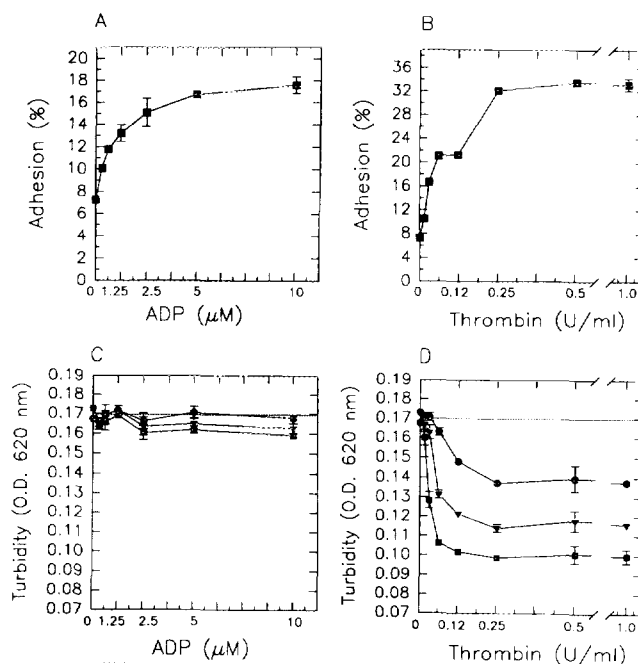 A
20
18
16
14
12
10
8
6
4
2
0
Adhesion (%)
0 1.25 2.5 5 10
ADP (μM)
B
36
32
28
24
20
16
12
8
4
0
Adhesion (%)
0 0.12 0.25 0.5 1.0
Thrombin (U/ml)
C
0.19
0.18
0.17
0.16
0.15
0.14
0.13
0.12
0.11
0.10
0.09
0.08
0.07
Turbidity (O.D. 620 nm)
0 1.25 2.5 5 10
ADP (μM)
D
0.19
0.18
0.17
0.16
0.15
0.14
0.13
0.12
0.11
0.10
0.09
0.08
0.07
Turbidity (O.D. 620 nm)
0 0.12 0.25 0.5 1.0
Thrombin (U/ml)